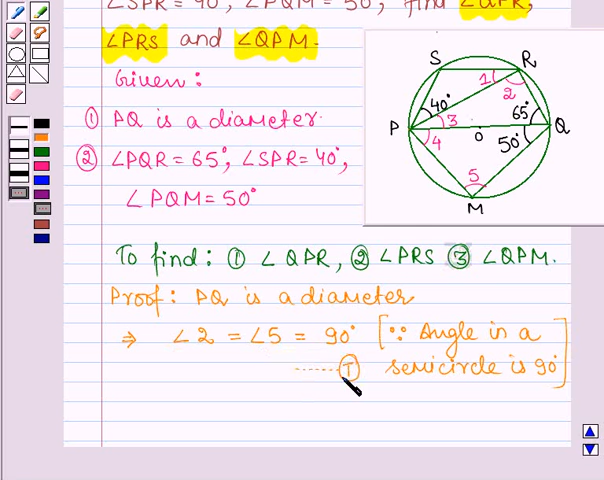 ∠SPR = 40°, ∠PQM = 50°, find ∠QPR,
∠PRS and ∠QPM.
Given:
① PQ is a diameter.
② ∠PQR = 65°, ∠SPR = 40°,
∠PQM = 50°
S R
1 2
40° 65°
P 3 O Q
4 50°
5
M
To find: ① ∠QPR, ② ∠PRS ③ ∠QPM.
Proof: PQ is a diameter
⇒ ∠2 = ∠5 = 90° [∵ Angle in a
......① semicircle is 90°]